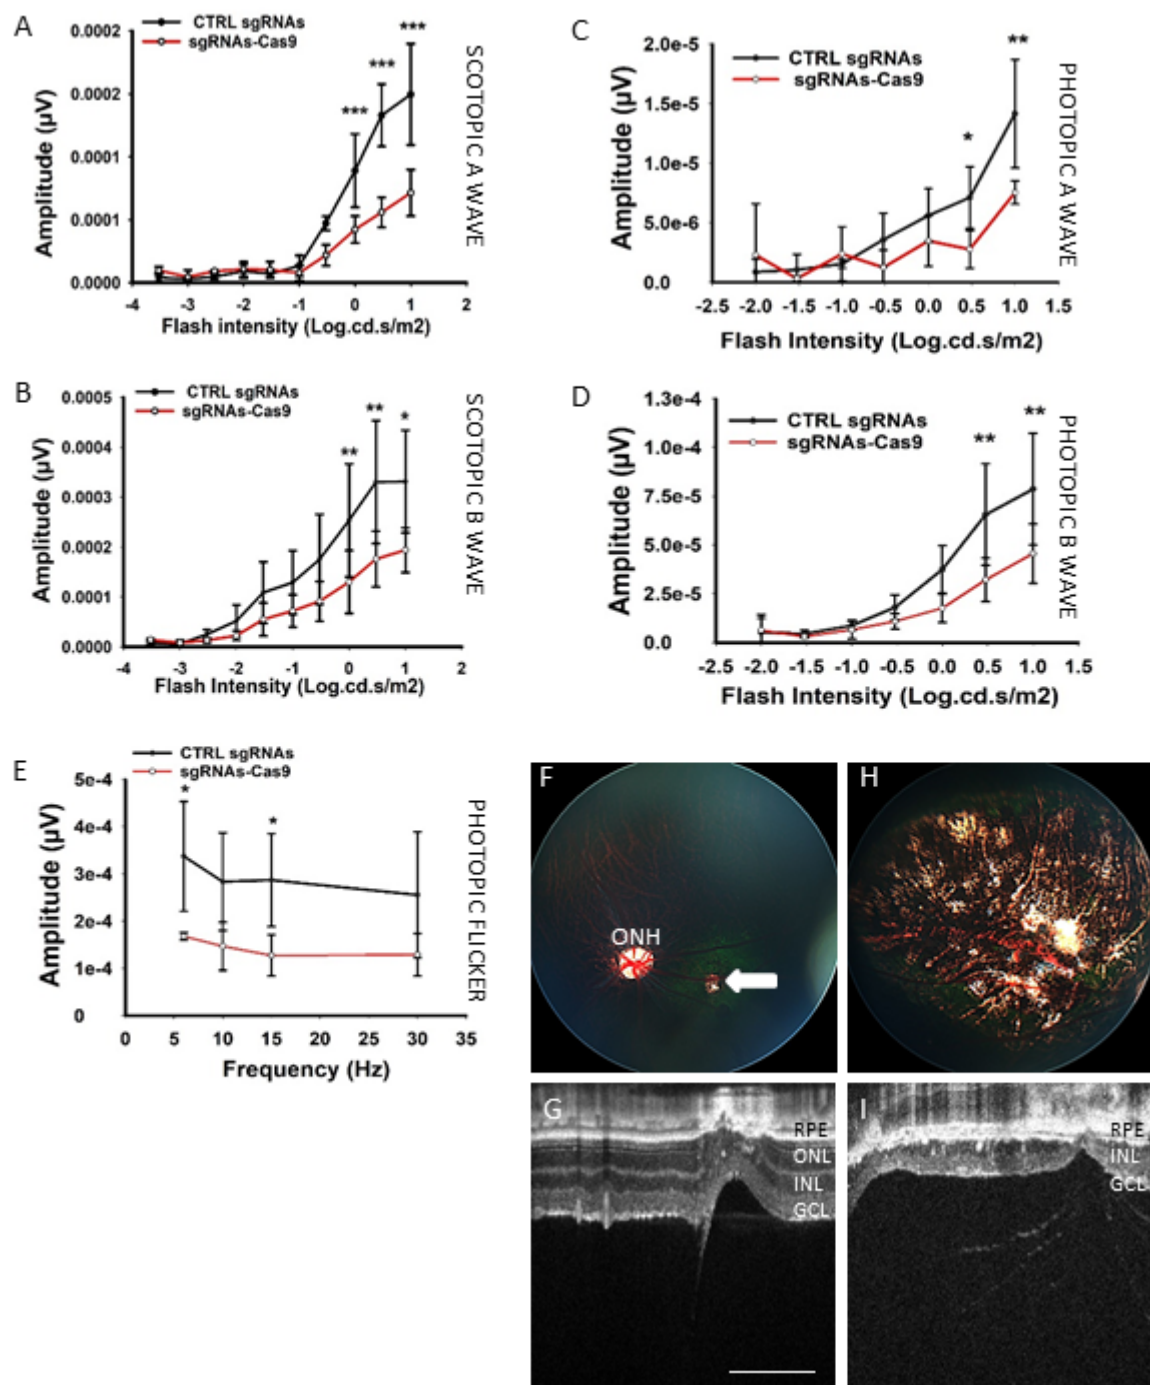 A
CTRL sgRNAs
sgRNAs-Cas9
0.0002
0.0002
0.0001
0.0001
0.0000
Amplitude (µV)
***
***
***
-4 -3 -2 -1 0 1 2
Flash intensity (Log.cd.s/m2)
SCOTOPIC A WAVE
C
CTRL sgRNAs
sgRNAs-Cas9
2.0e-5
1.5e-5
1.0e-5
5.0e-6
0.0
Amplitude (µV)
*
**
-2.5 -2.0 -1.5 -1.0 -0.5 0.0 0.5 1.0 1.5
Flash Intensity (Log.cd.s/m2)
PHOTOPIC A WAVE
B
CTRL sgRNAs
sgRNAs-Cas9
0.0005
0.0004
0.0003
0.0002
0.0001
0.0000
Amplitude (µV)
**
**
*
-4 -3 -2 -1 0 1 2
Flash Intensity (Log.cd.s/m2)
SCOTOPIC B WAVE
D
CTRL sgRNAs
sgRNAs-Cas9
1.3e-4
1.0e-4
7.5e-5
5.0e-5
2.5e-5
0.0
Amplitude (µV)
**
**
-2.5 -2.0 -1.5 -1.0 -0.5 0.0 0.5 1.0 1.5
Flash Intensity (Log.cd.s/m2)
PHOTOPIC B WAVE
E
CTRL sgRNAs
sgRNAs-Cas9
5e-4
4e-4
3e-4
2e-4
1e-4
0
Amplitude (µV)
*
*
0 5 10 15 20 25 30 35
Frequency (Hz)
PHOTOPIC FLICKER
F
ONH
H
G
RPE
ONL
INL
GCL
I
RPE
INL
GCL